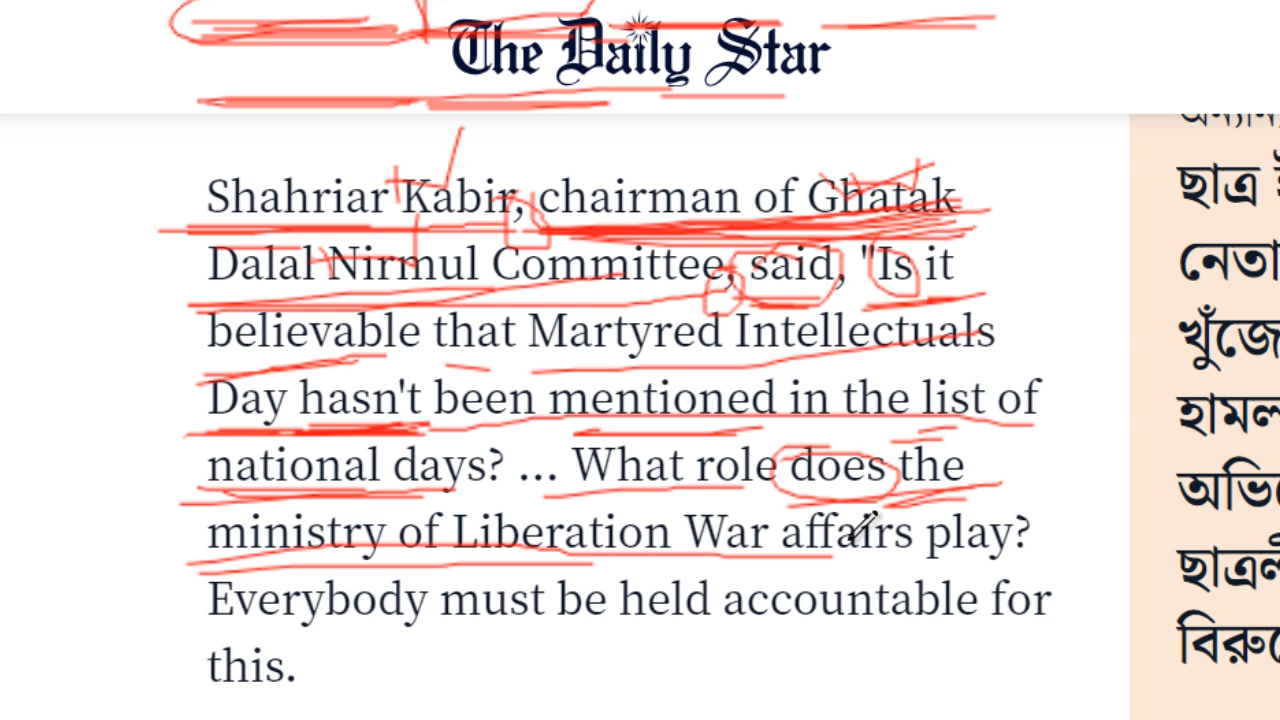 The Daily Star
Shahriar Kabir, chairman of Ghatak
Dalal Nirmul Committee, said, "Is it
believable that Martyred Intellectuals
Day hasn't been mentioned in the list of
national days? ... What role does the
ministry of Liberation War affairs play?
Everybody must be held accountable for
this.
ছাত্র
নেতা
খুঁজে
হামল
অভি
ছাত্রলী
বিরু